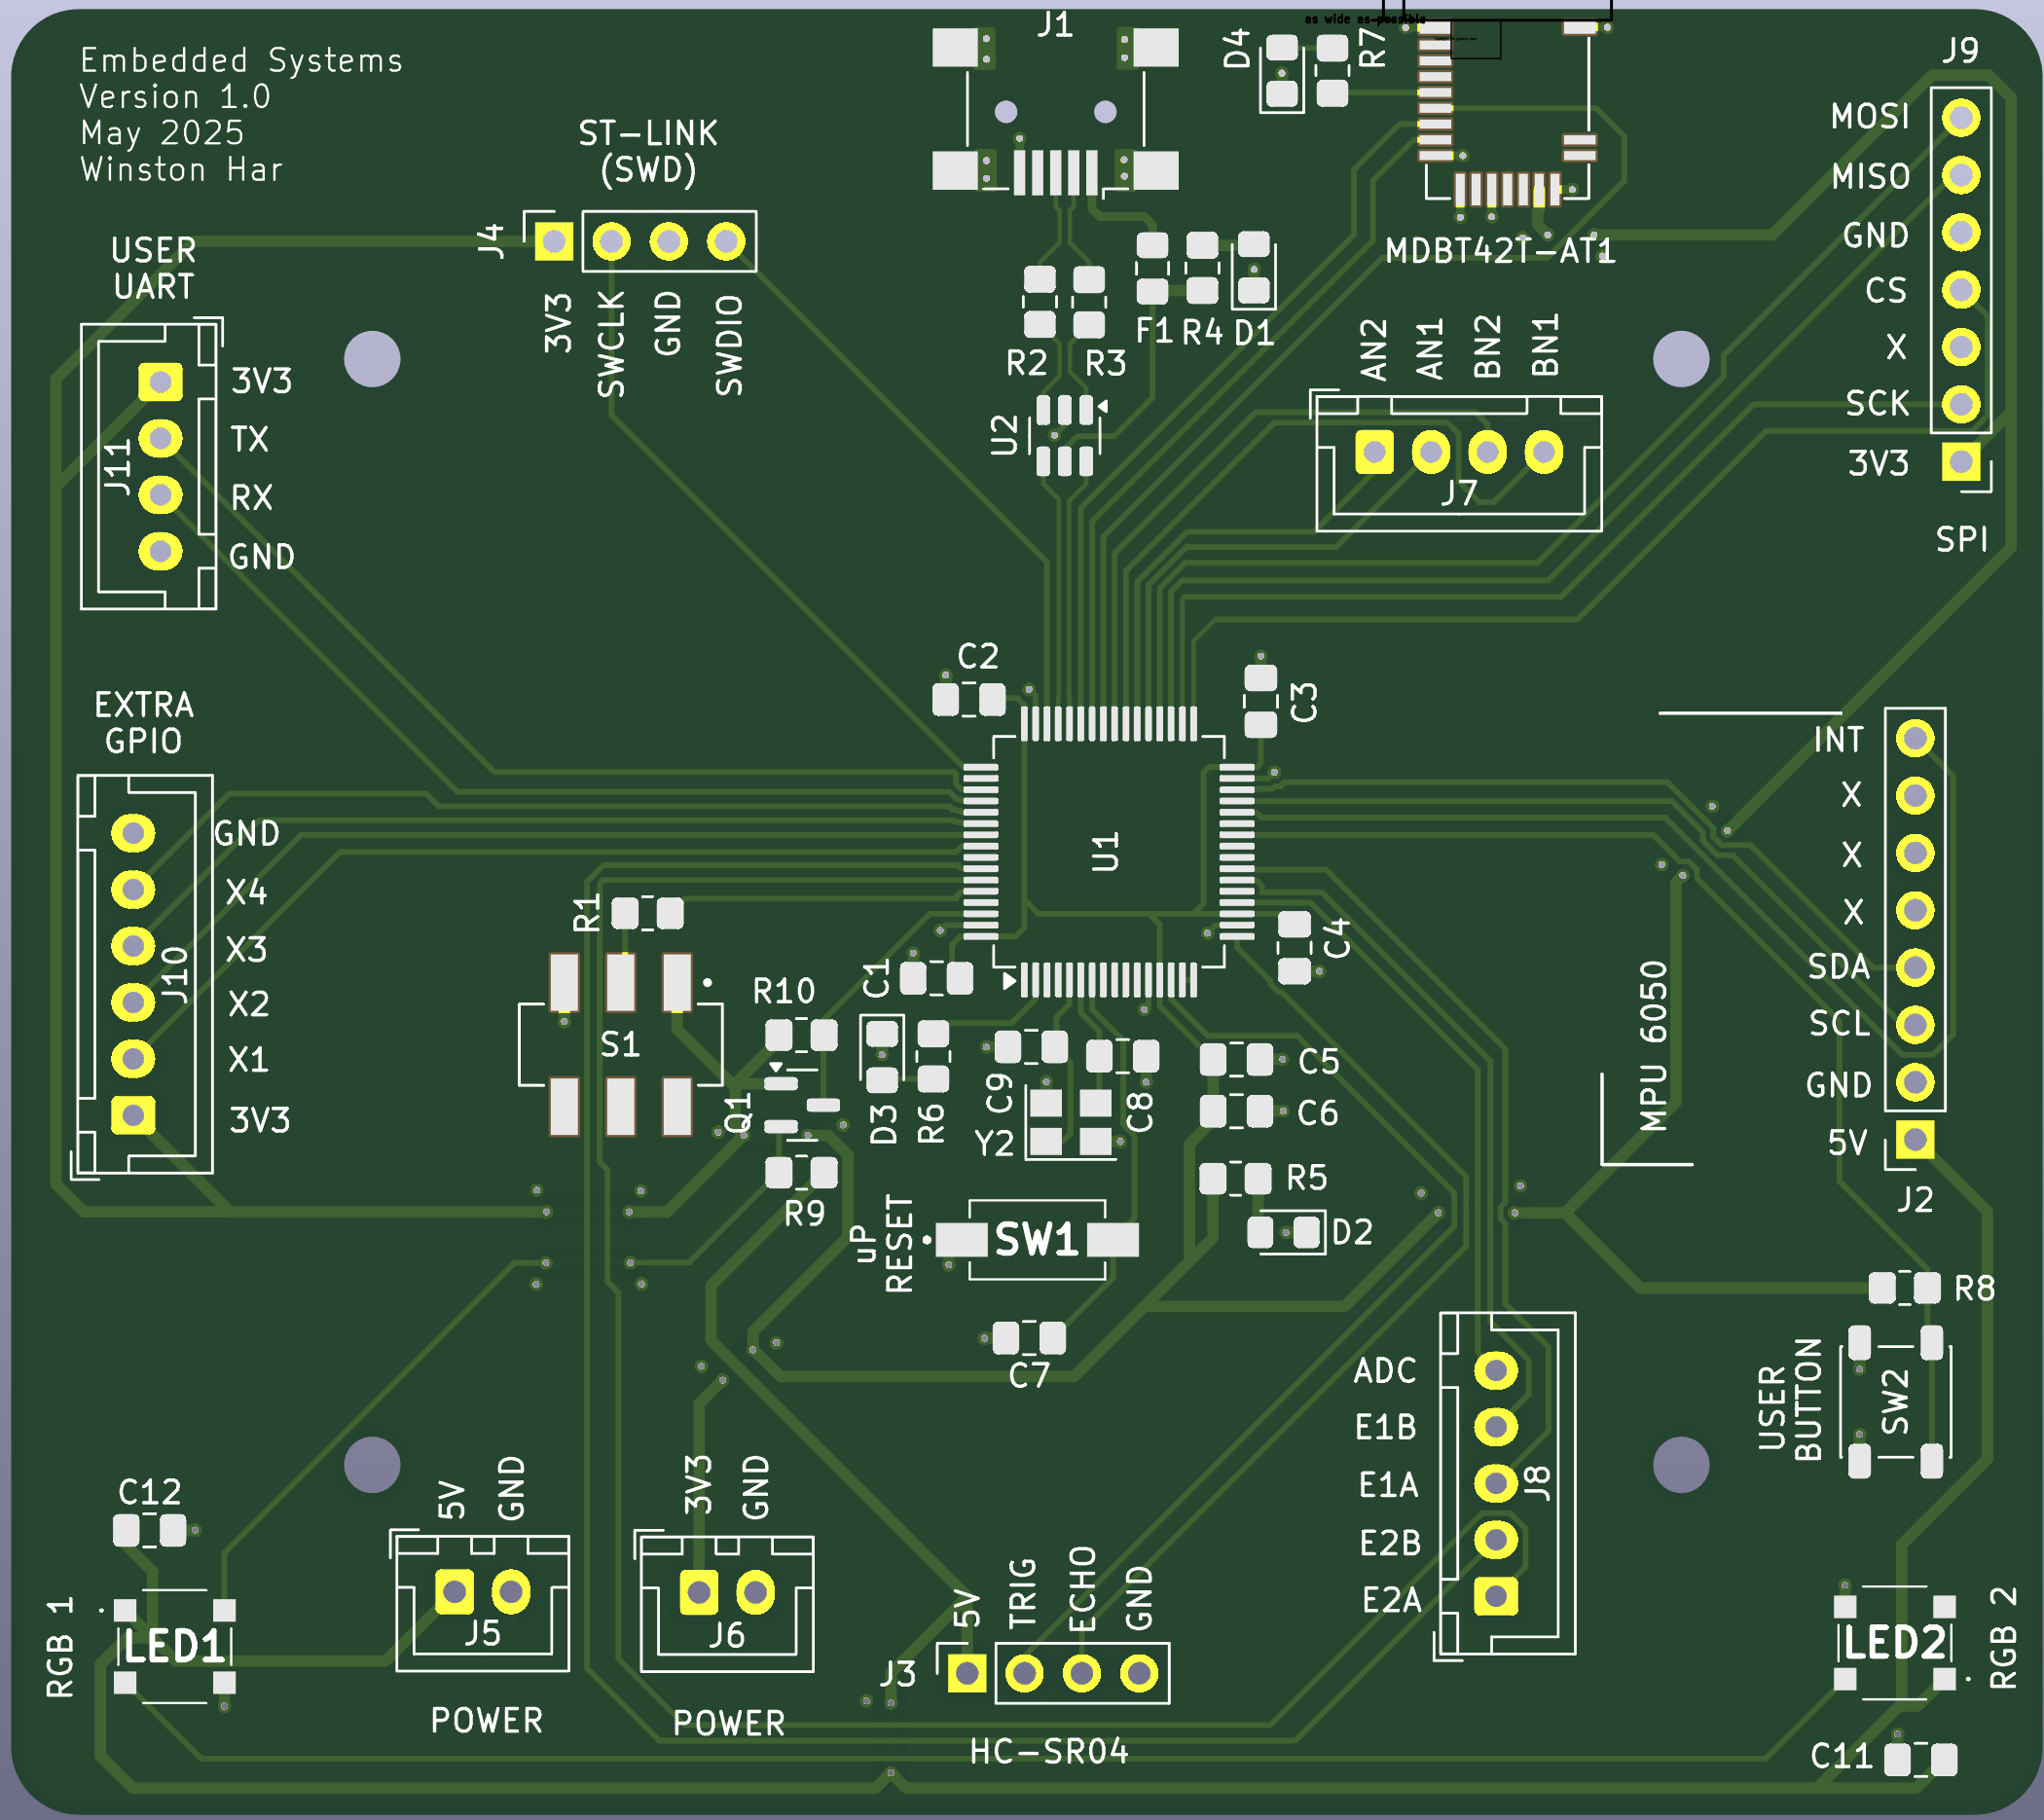 Embedded Systems
Version 1.0
May 2025
Winston Har
ST-LINK
(SWD)
J4
3V3
SWCLK
GND
SWDIO
J1
D4
R7
as wide as possible
MDBT42T-AT1
J9
MOSI
MISO
GND
CS
X
SCK
3V3
SPI
USER
UART
J11
3V3
TX
RX
GND
R2
R3
F1
R4
D1
U2
AN2
AN1
BN2
BN1
J7
EXTRA
GPIO
GND
X4
X3
X2
X1
3V3
J10
C2
C3
U1
C4
C1
R1
S1
R10
Q1
R9
D3
R6
C9
C8
Y2
C5
C6
R5
D2
uP
RESET
SW1
C7
INT
X
X
X
SDA
SCL
GND
5V
J2
MPU 6050
R8
USER
BUTTON
SW2
ADC
E1B
E1A
E2B
E2A
J8
C12
RGB 1
LED1
5V
GND
J5
POWER
3V3
GND
J6
POWER
5V
TRIG
ECHO
GND
J3
HC-SR04
LED2
RGB 2
C11